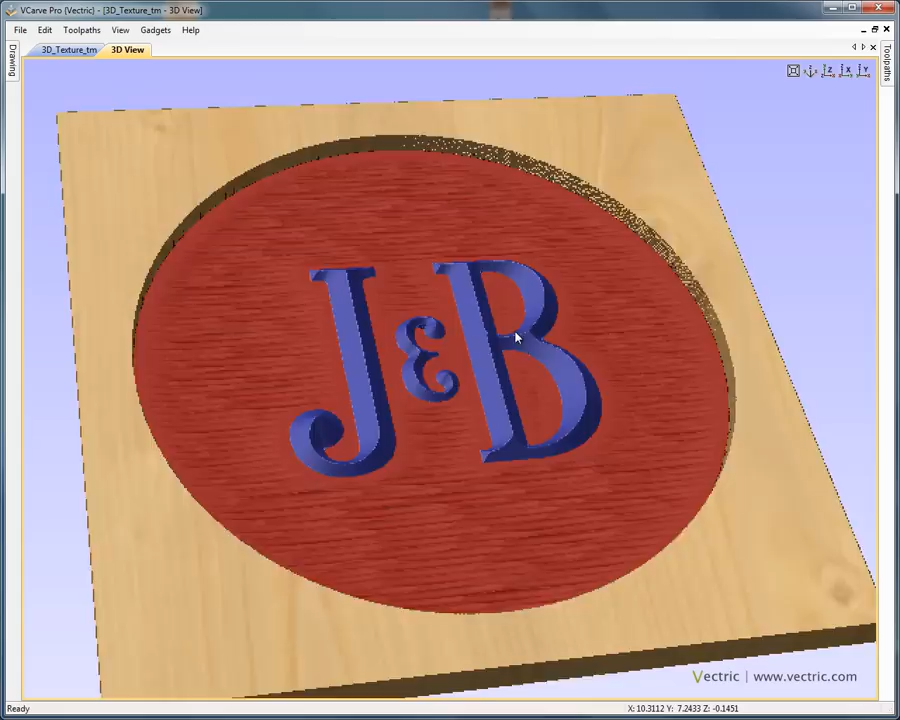 VCarve Pro (Vectric) - [3D_Texture_tm - 3D View]
File Edit Toolpaths View Gadgets Help
3D_Texture_tm 3D View
Drawing
Toolpaths
Z X Y
J&B
Vectric | www.vectric.com
Ready
X: 10.3112 Y: 7.2433 Z: -0.1451